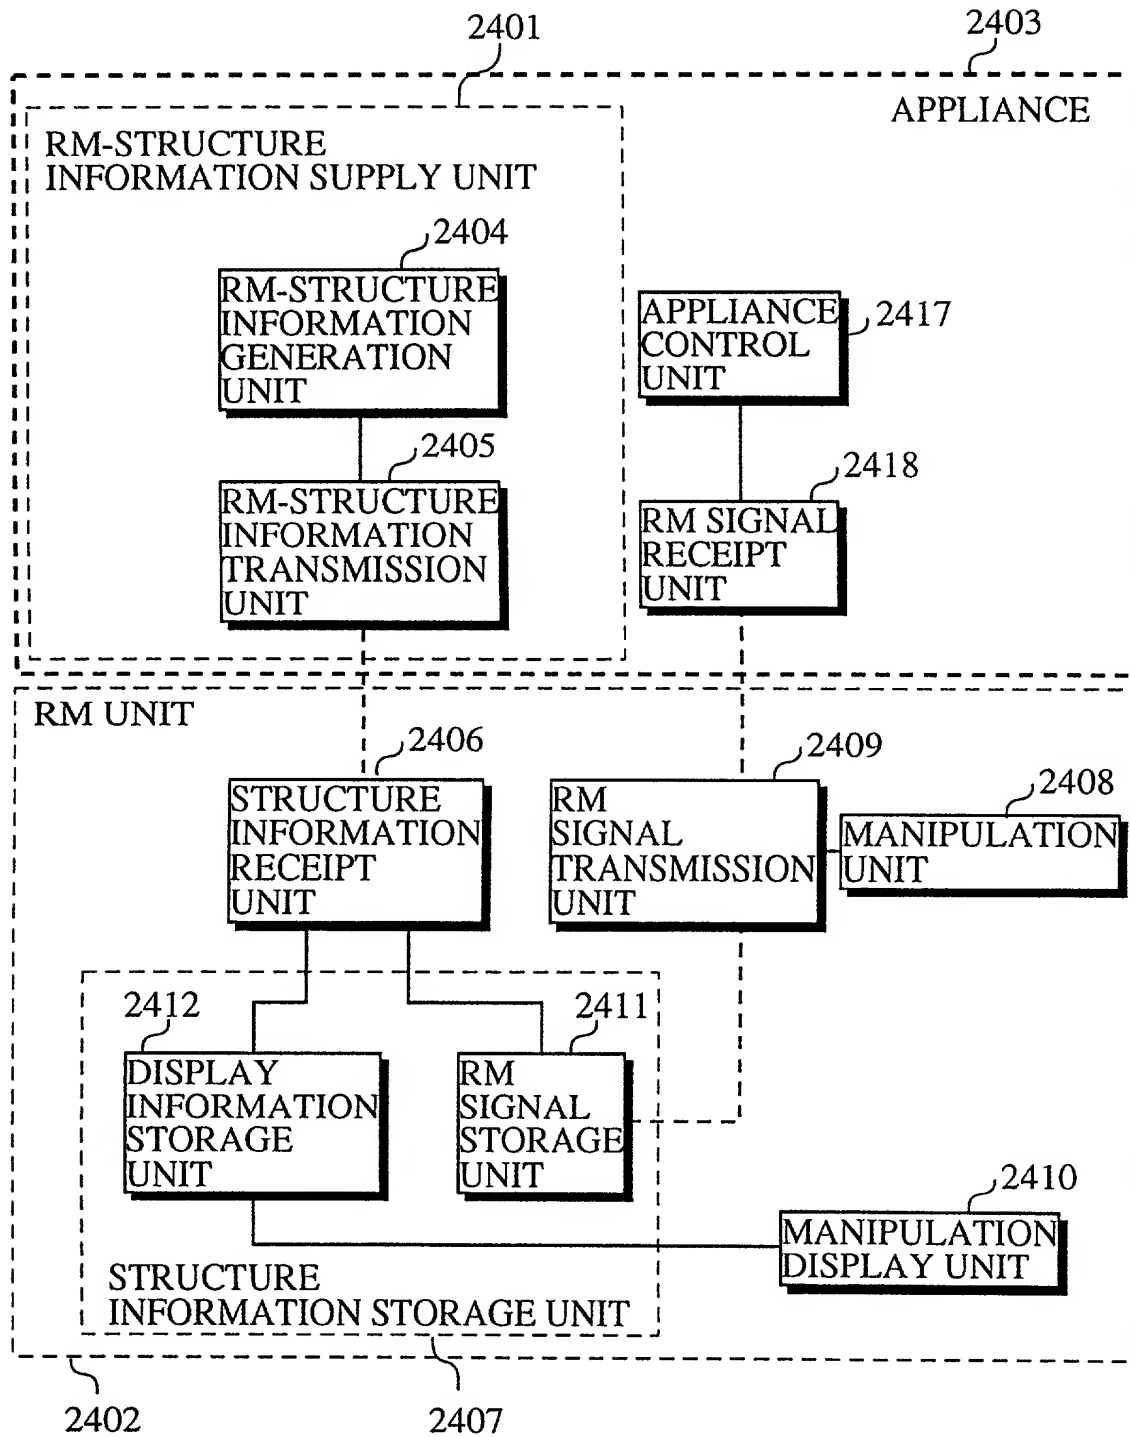 2401
2403
APPLIANCE
RM-STRUCTURE
INFORMATION SUPPLY UNIT
2404
RM-STRUCTURE
INFORMATION
GENERATION
UNIT
APPLIANCE
CONTROL
UNIT
2417
2405
RM-STRUCTURE
INFORMATION
TRANSMISSION
UNIT
2418
RM SIGNAL
RECEIPT
UNIT
RM UNIT
2406
STRUCTURE
INFORMATION
RECEIPT
UNIT
2409
RM
SIGNAL
TRANSMISSION
UNIT
2408
MANIPULATION
UNIT
2412
DISPLAY
INFORMATION
STORAGE
UNIT
2411
RM
SIGNAL
STORAGE
UNIT
2410
MANIPULATION
DISPLAY UNIT
STRUCTURE
INFORMATION STORAGE UNIT
2402
2407